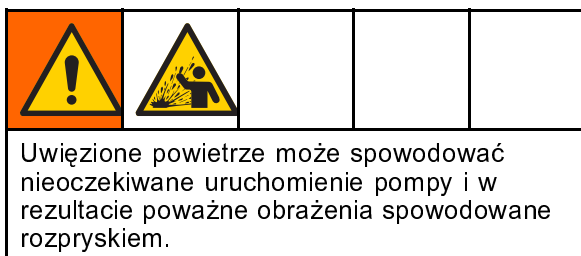 Uwięzione powietrze może spowodować
nieoczekiwane uruchomienie pompy i w
rezultacie poważne obrażenia spowodowane
rozpryskiem.